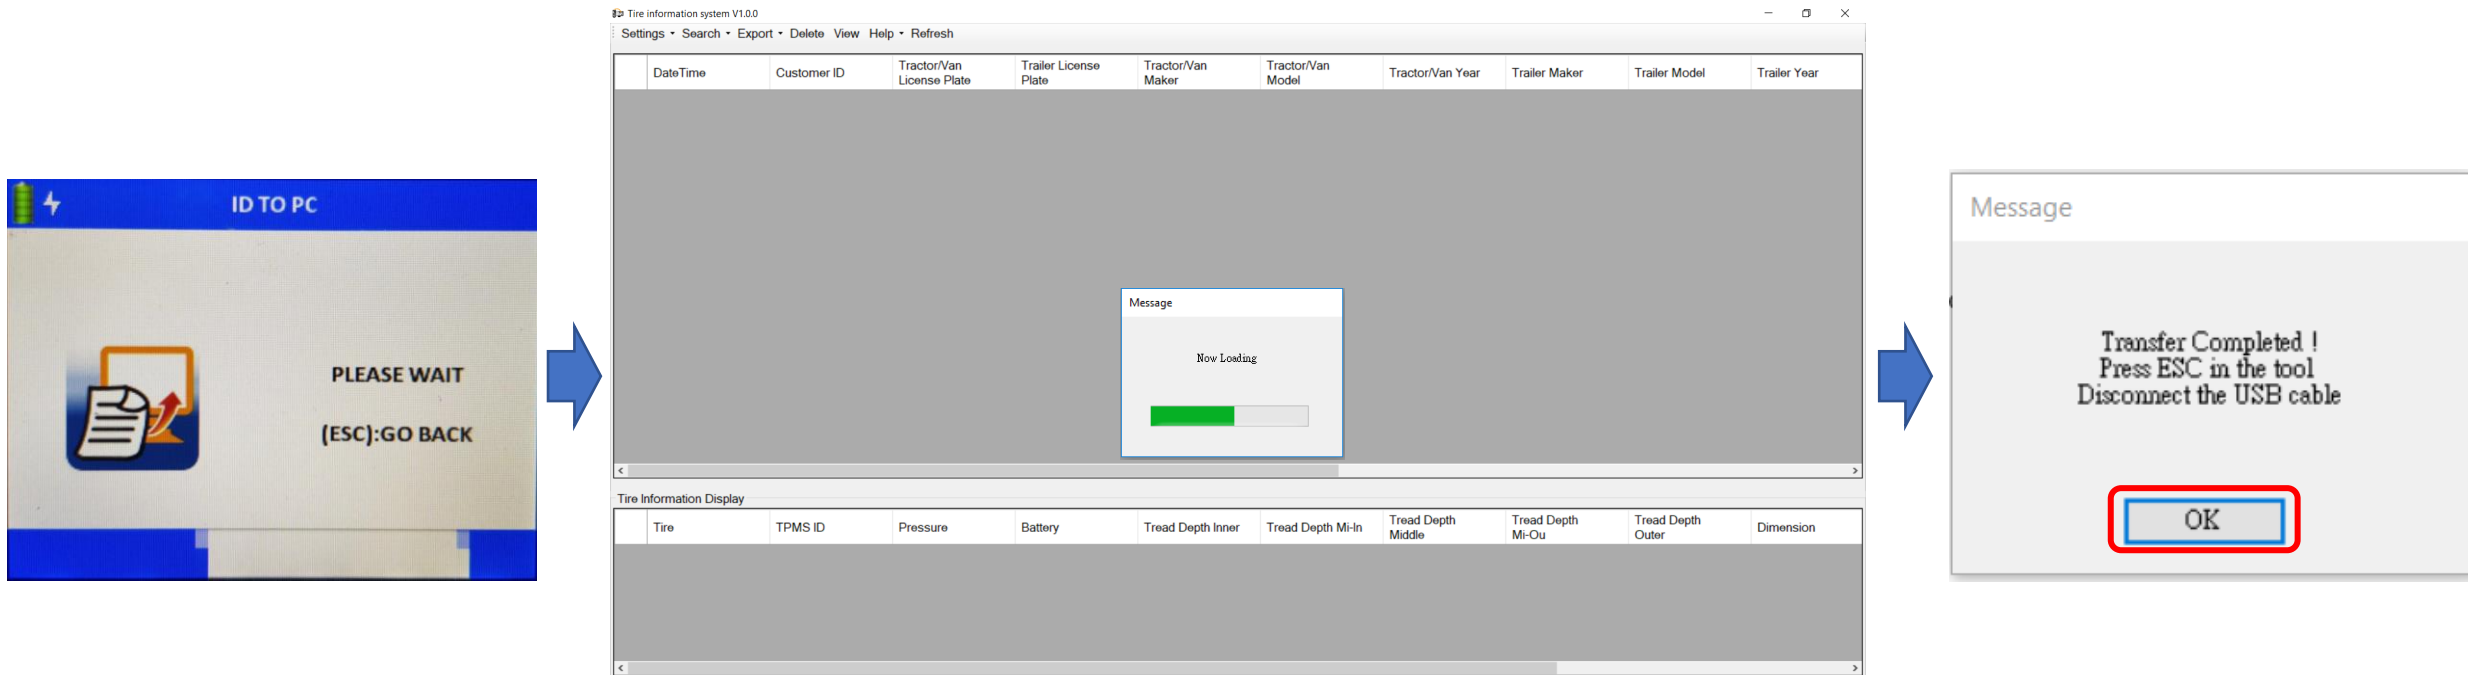 ID TO PC
PLEASE WAIT
(ESC):GO BACK
Tire information system V1.0.0
Settings Search Export Delete View Help Refresh
DateTime Customer ID Tractor/Van License Plate Trailer License Plate Tractor/Van Maker Tractor/Van Model Tractor/Van Year Trailer Maker Trailer Model Trailer Year
Message
Now Loading
Tire Information Display
Tire TPMS ID Pressure Battery Tread Depth Inner Tread Depth Mi-In Tread Depth Middle Tread Depth Mi-Ou Tread Depth Outer Dimension
Message
Transfer Completed !
Press ESC in the tool
Disconnect the USB cable
OK